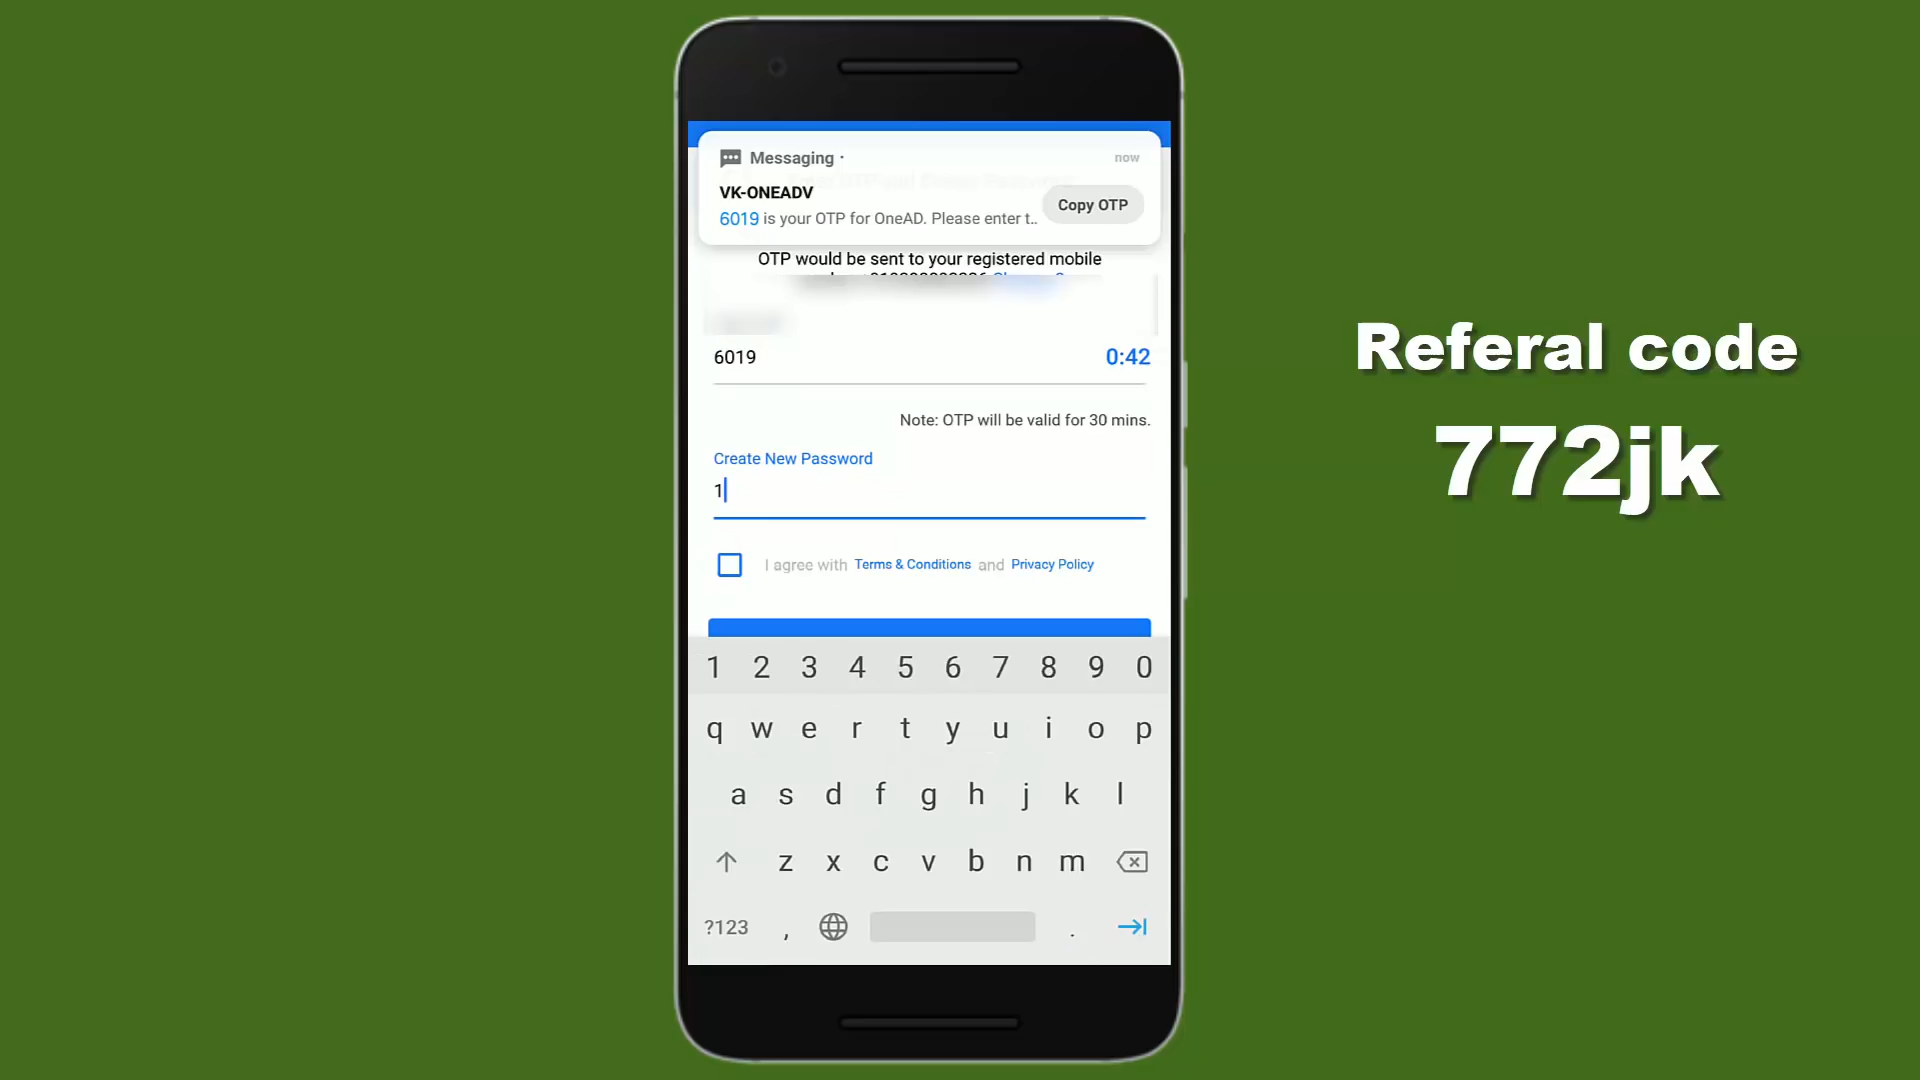 Messaging ·
now
VK-ONEADV
6019 is your OTP for OneAD. Please enter t..
Copy OTP
OTP would be sent to your registered mobile
6019
0:42
Note: OTP will be valid for 30 mins.
Create New Password
1
I agree with Terms & Conditions and Privacy Policy
1 2 3 4 5 6 7 8 9 0
q w e r t y u i o p
a s d f g h j k l
z x c v b n m
?123 , .
Referal code
772jk